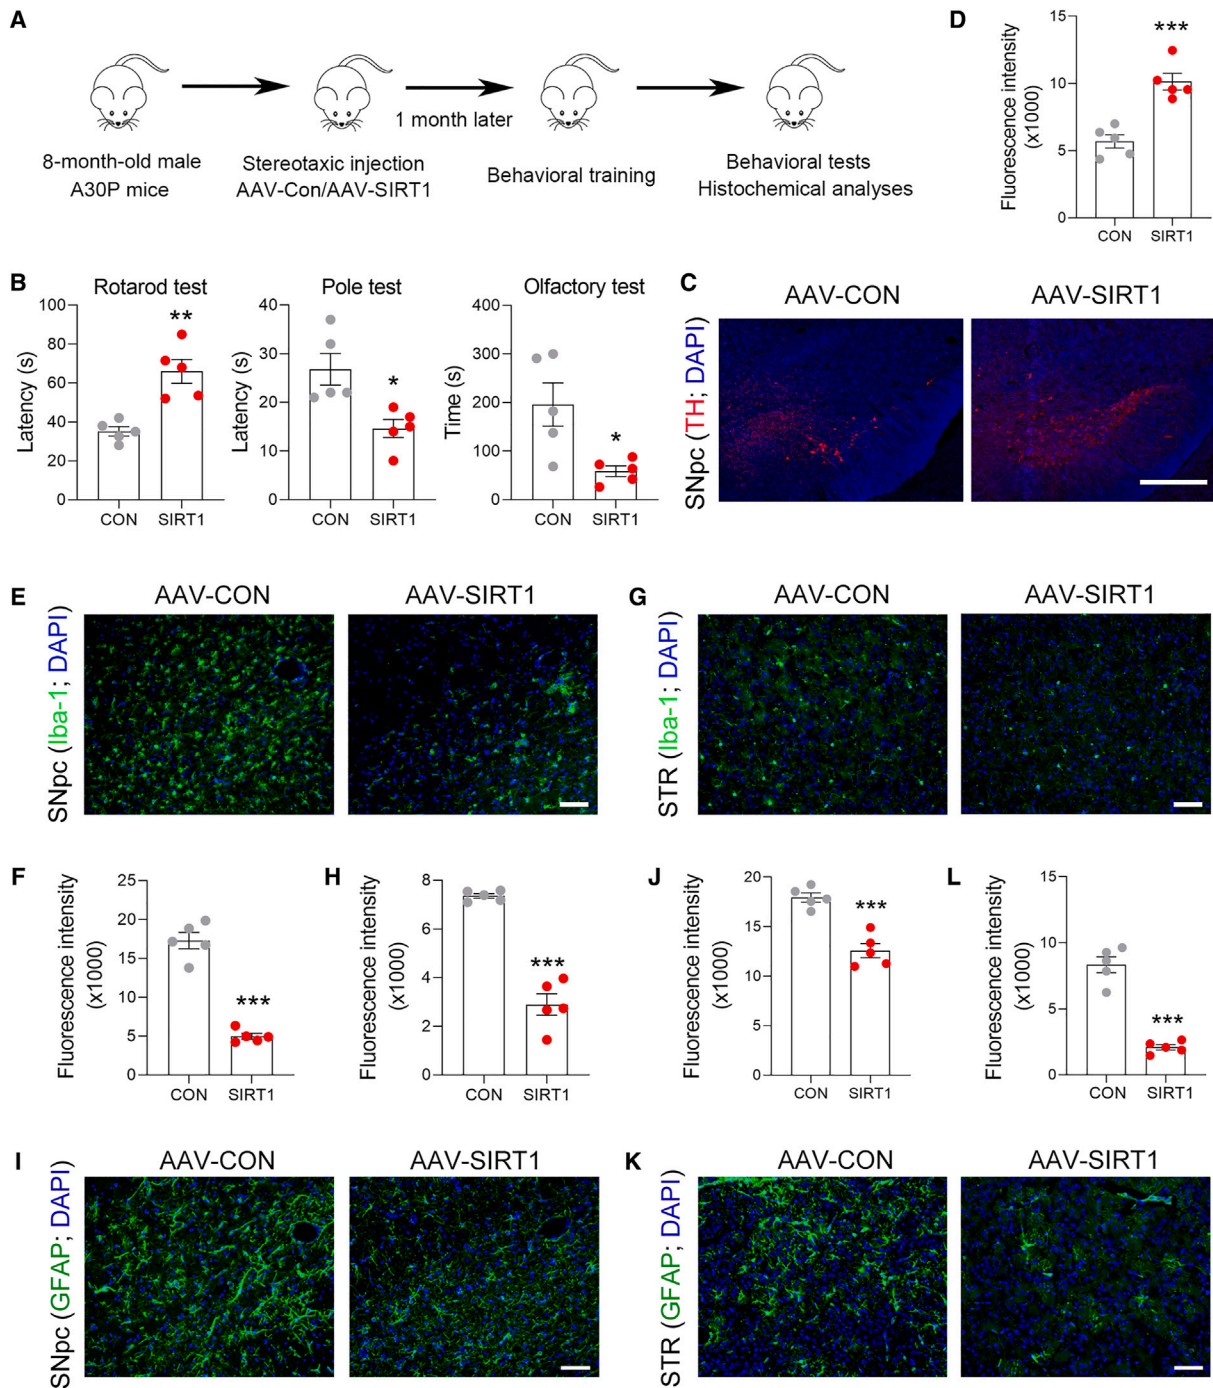 A
8-month-old male
A30P mice
Stereotaxic injection
AAV-Con/AAV-SIRT1
1 month later
Behavioral training
Behavioral tests
Histochemical analyses
D
Fluorescence intensity
(x1000)
15
10
5
0
***
CON
SIRT1
B
Rotarod test
Latency (s)
100
80
60
40
20
0
**
CON
SIRT1
Pole test
Latency (s)
40
30
20
10
0
*
CON
SIRT1
Olfactory test
Time (s)
400
300
200
100
0
*
CON
SIRT1
C
AAV-CON
AAV-SIRT1
SNpc (TH; DAPI)
E
AAV-CON
AAV-SIRT1
SNpc (Iba-1; DAPI)
G
AAV-CON
AAV-SIRT1
STR (Iba-1; DAPI)
F
Fluorescence intensity
(x1000)
25
20
15
10
5
0
***
CON
SIRT1
H
Fluorescence intensity
(x1000)
8
6
4
2
0
***
CON
SIRT1
J
Fluorescence intensity
(x1000)
20
15
10
5
0
***
CON
SIRT1
L
Fluorescence intensity
(x1000)
15
10
5
0
***
CON
SIRT1
I
AAV-CON
AAV-SIRT1
SNpc (GFAP; DAPI)
K
AAV-CON
AAV-SIRT1
STR (GFAP; DAPI)